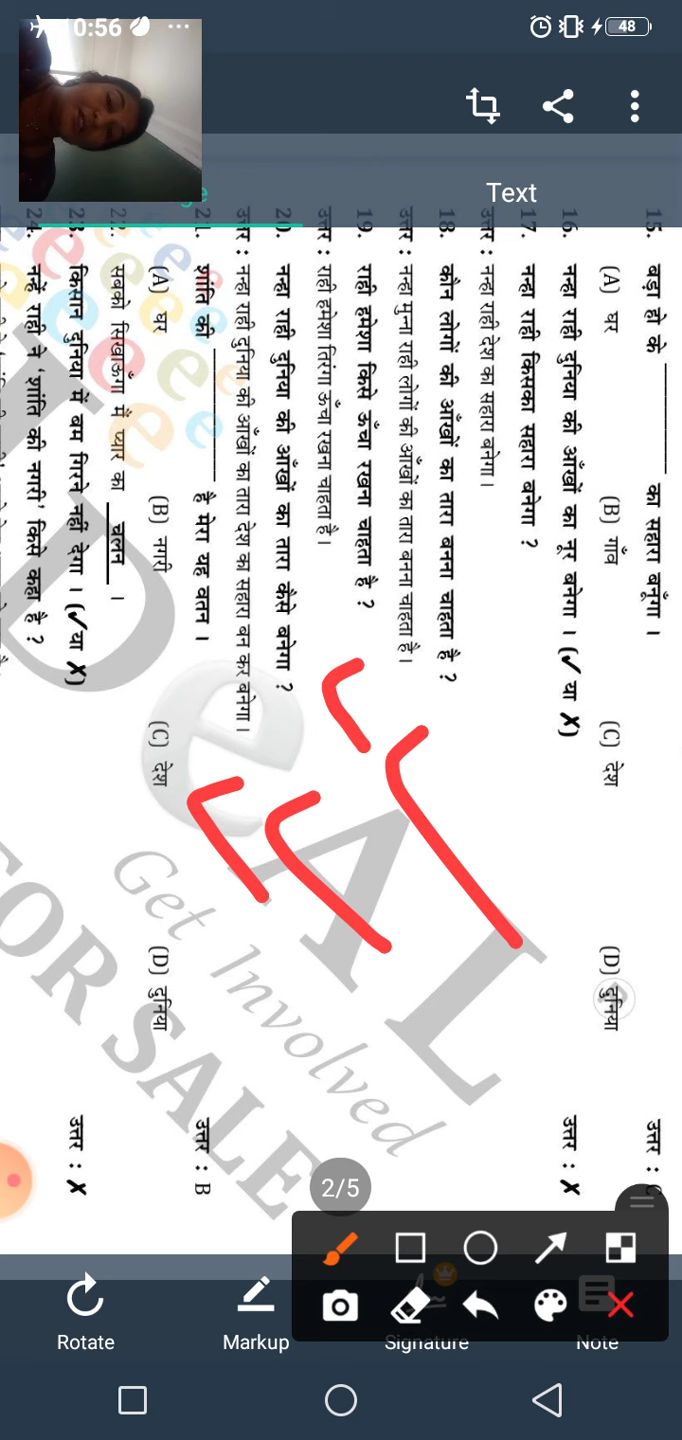 10:56
48
Text
15. बड़ा हो के ________ का सहारा बनूँगा ।
(A) घर (B) गाँव (C) देश (D) दुनिया उत्तर : C
16. नन्हा राही दुनिया की आँखों का नूर बनेगा । (✔ या ✗) उत्तर : ✗
17. नन्हा राही किसका सहारा बनेगा ?
उत्तर : नन्हा राही देश का सहारा बनेगा ।
18. कौन लोगों की आँखों का तारा बनना चाहता है ?
उत्तर : नन्हा मुन्ना राही लोगों की आँखों का तारा बनना चाहता है ।
19. राही हमेशा किसे ऊँचा रखना चाहता है ?
उत्तर : राही हमेशा तिरंगा ऊँचा रखना चाहता है ।
20. नन्हा राही दुनिया की आँखों का तारा कैसे बनेगा ?
उत्तर : नन्हा राही दुनिया की आँखों का तारा देश का सहारा बन कर बनेगा ।
21. शांति की ________ है मेरा यह वतन ।
(A) घर (B) नगरी (C) देश (D) दुनिया उत्तर : B
22. सबको सिखाऊँगा मैं प्यार का चलन ।
23. किसान दुनिया में बम गिरने नहीं देगा । (✔ या ✗) उत्तर : ✗
24. नन्हें राही ने 'शांति की नगरी' किसे कहा है ?
IDeAL
Get Involved
FOR SALE
2/5
Rotate
Markup
Signature
Note